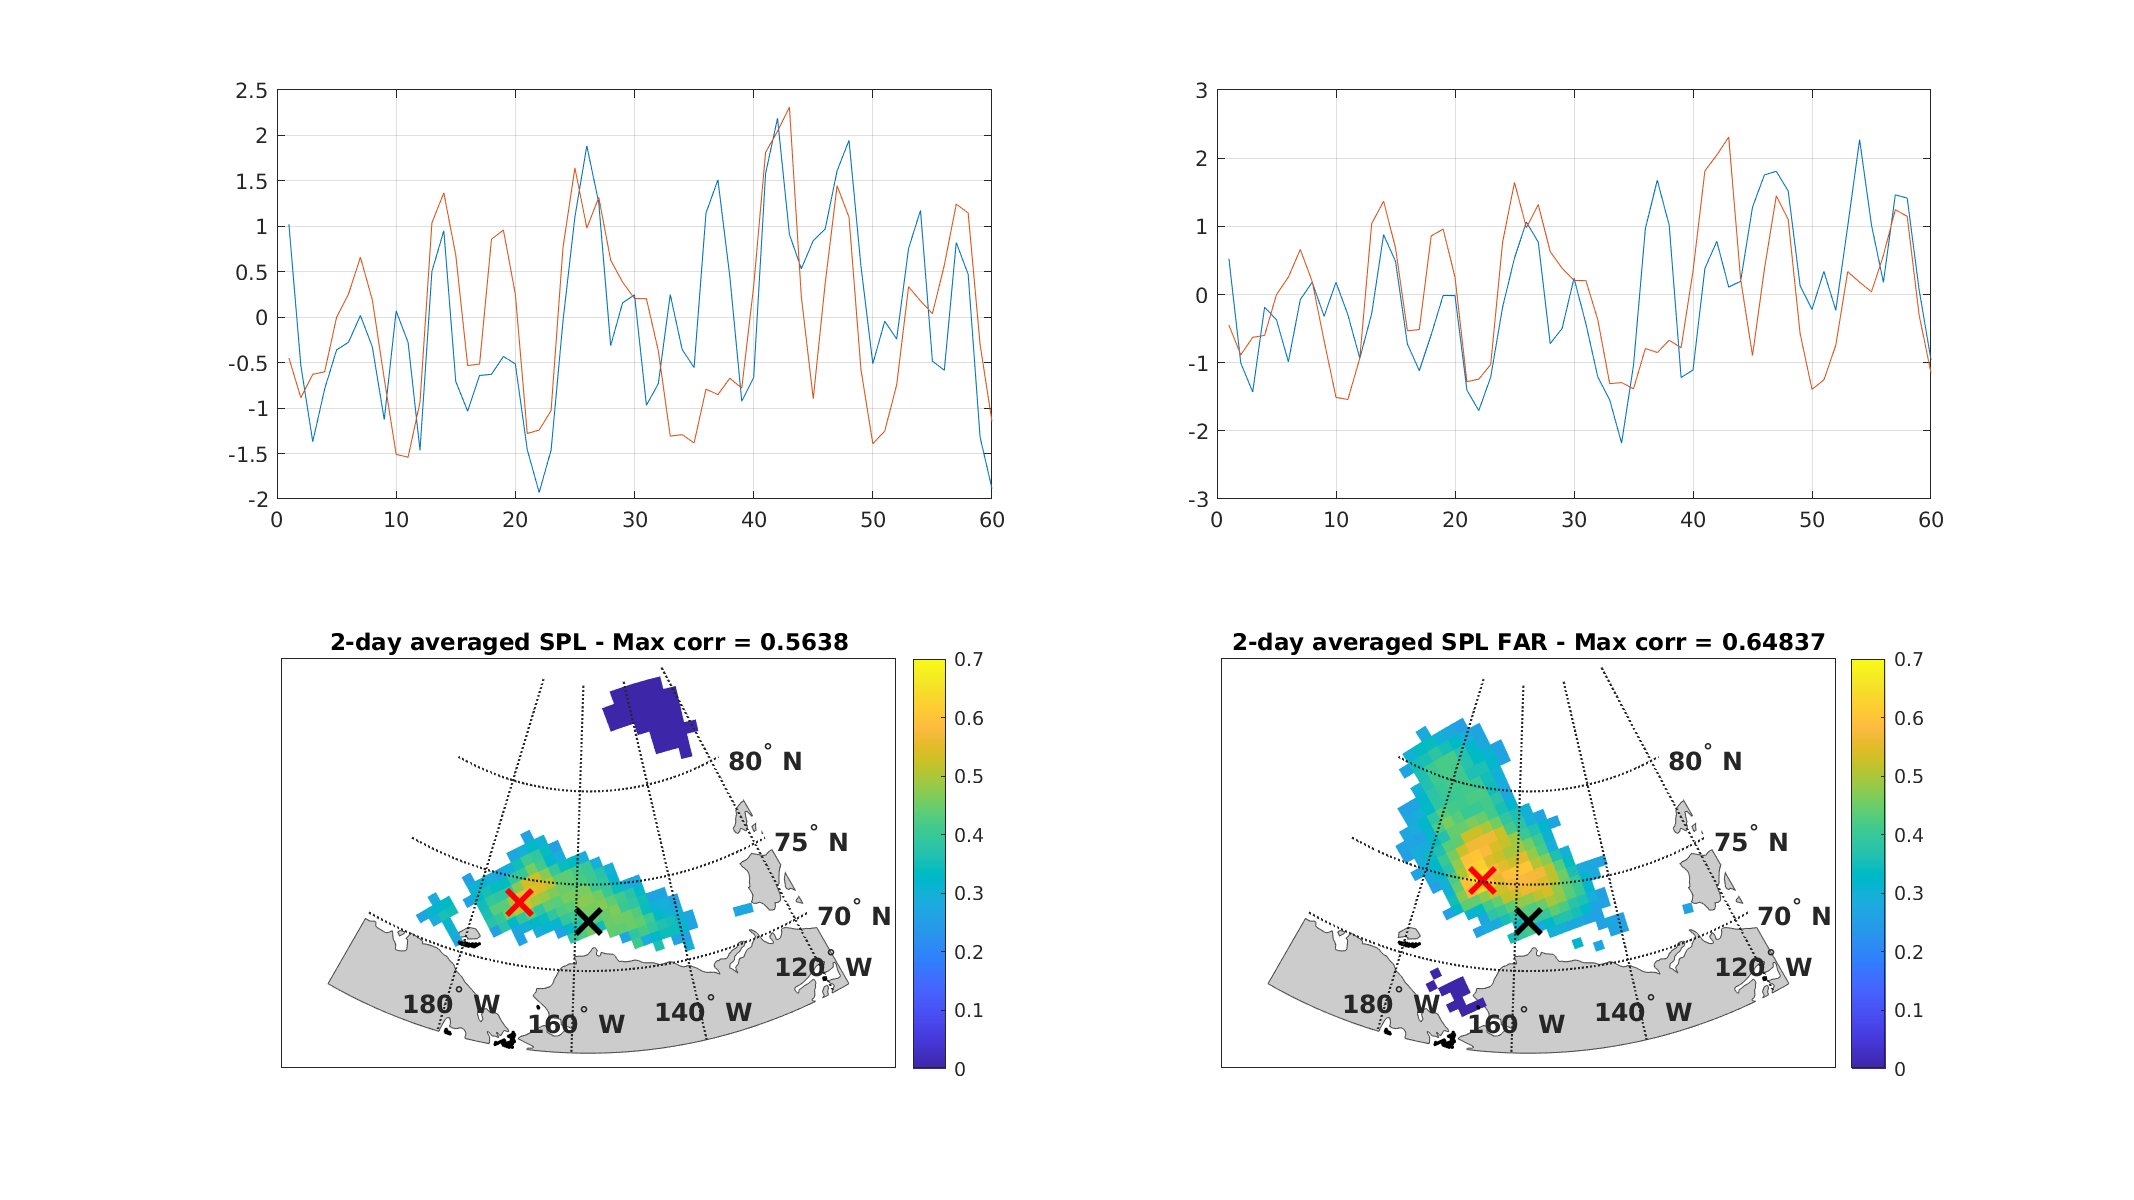 2.5
2
1.5
1
0.5
0
-0.5
-1
-1.5
-2
0 10 20 30 40 50 60
3
2
1
0
-1
-2
-3
0 10 20 30 40 50 60
2-day averaged SPL - Max corr = 0.5638
80° N
75° N
70° N
120° W
180° W
160° W
140° W
0.7
0.6
0.5
0.4
0.3
0.2
0.1
0
2-day averaged SPL FAR - Max corr = 0.64837
80° N
75° N
70° N
120° W
180° W
160° W
140° W
0.7
0.6
0.5
0.4
0.3
0.2
0.1
0